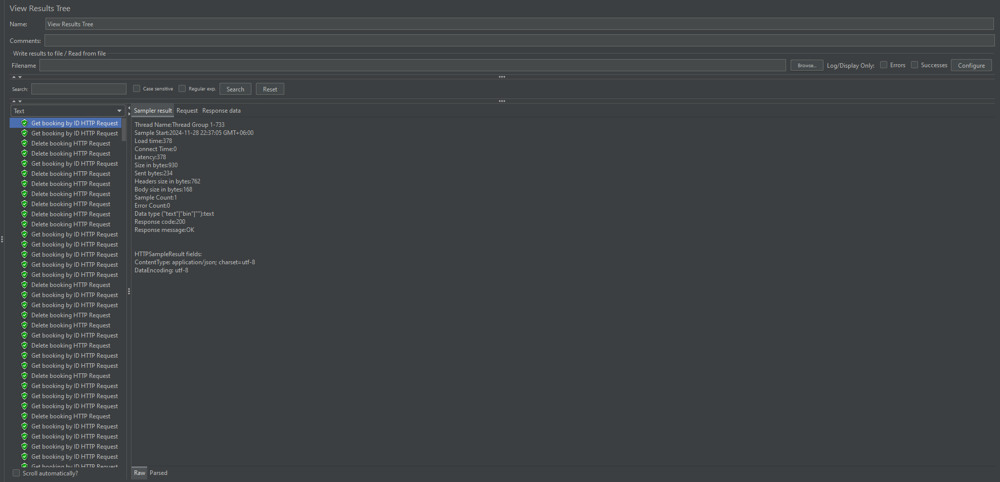 View Results Tree
Name: View Results Tree
Comments:
Write results to file / Read from file
Filename Browse... Log/Display Only: Errors Successes Configure
Search: Case sensitive Regular exp. Search Reset
Text
Sampler result Request Response data
Get booking by ID HTTP Request
Get booking by ID HTTP Request
Delete booking HTTP Request
Delete booking HTTP Request
Get booking by ID HTTP Request
Delete booking HTTP Request
Delete booking HTTP Request
Delete booking HTTP Request
Delete booking HTTP Request
Delete booking HTTP Request
Delete booking HTTP Request
Get booking by ID HTTP Request
Get booking by ID HTTP Request
Get booking by ID HTTP Request
Get booking by ID HTTP Request
Get booking by ID HTTP Request
Delete booking HTTP Request
Get booking by ID HTTP Request
Get booking by ID HTTP Request
Delete booking HTTP Request
Delete booking HTTP Request
Get booking by ID HTTP Request
Delete booking HTTP Request
Get booking by ID HTTP Request
Get booking by ID HTTP Request
Delete booking HTTP Request
Get booking by ID HTTP Request
Get booking by ID HTTP Request
Get booking by ID HTTP Request
Delete booking HTTP Request
Get booking by ID HTTP Request
Get booking by ID HTTP Request
Get booking by ID HTTP Request
Get booking by ID HTTP Request
Get booking by ID HTTP Request
Scroll automatically?
Thread Name:Thread Group 1-733
Sample Start:2024-11-28 22:37:05 GMT+06:00
Load time:378
Connect Time:0
Latency:378
Size in bytes:930
Sent bytes:234
Headers size in bytes:762
Body size in bytes:168
Sample Count:1
Error Count:0
Data type ("text"|"bin"|""):text
Response code:200
Response message:OK
HTTPSampleResult fields:
ContentType: application/json; charset=utf-8
DataEncoding: utf-8
Raw Parsed